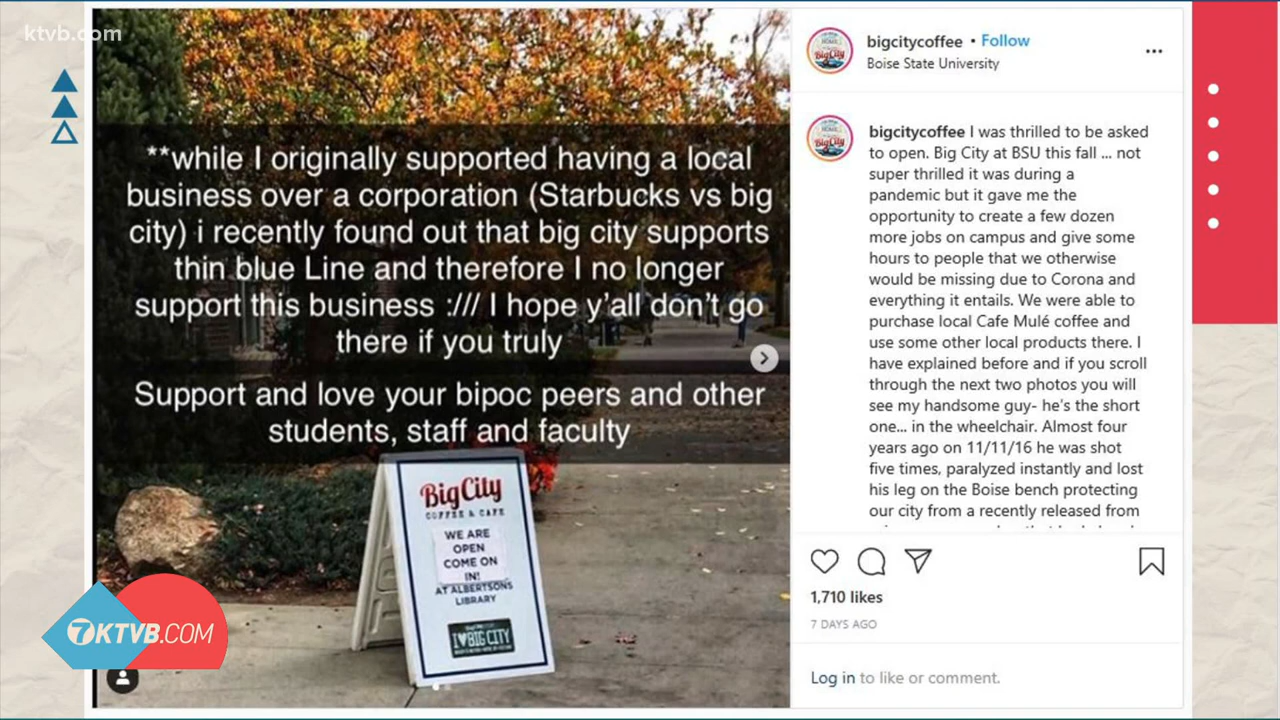 ktvb.com
**while I originally supported having a local
business over a corporation (Starbucks vs big
city) i recently found out that big city supports
thin blue Line and therefore I no longer
support this business :/// I hope y'all don't go
there if you truly
Support and love your bipoc peers and other
students, staff and faculty
BigCity
COFFEE & CAFE
WE ARE
OPEN
COME ON
IN!
AT ALBERTSONS
LIBRARY
I♥BIG CITY
7KTVB.COM
bigcitycoffee • Follow
Boise State University
bigcitycoffee I was thrilled to be asked
to open. Big City at BSU this fall ... not
super thrilled it was during a
pandemic but it gave me the
opportunity to create a few dozen
more jobs on campus and give some
hours to people that we otherwise
would be missing due to Corona and
everything it entails. We were able to
purchase local Cafe Mulé coffee and
use some other local products there. I
have explained before and if you scroll
through the next two photos you will
see my handsome guy- he's the short
one... in the wheelchair. Almost four
years ago on 11/11/16 he was shot
five times, paralyzed instantly and lost
his leg on the Boise bench protecting
our city from a recently released from
1,710 likes
7 DAYS AGO
Log in to like or comment.